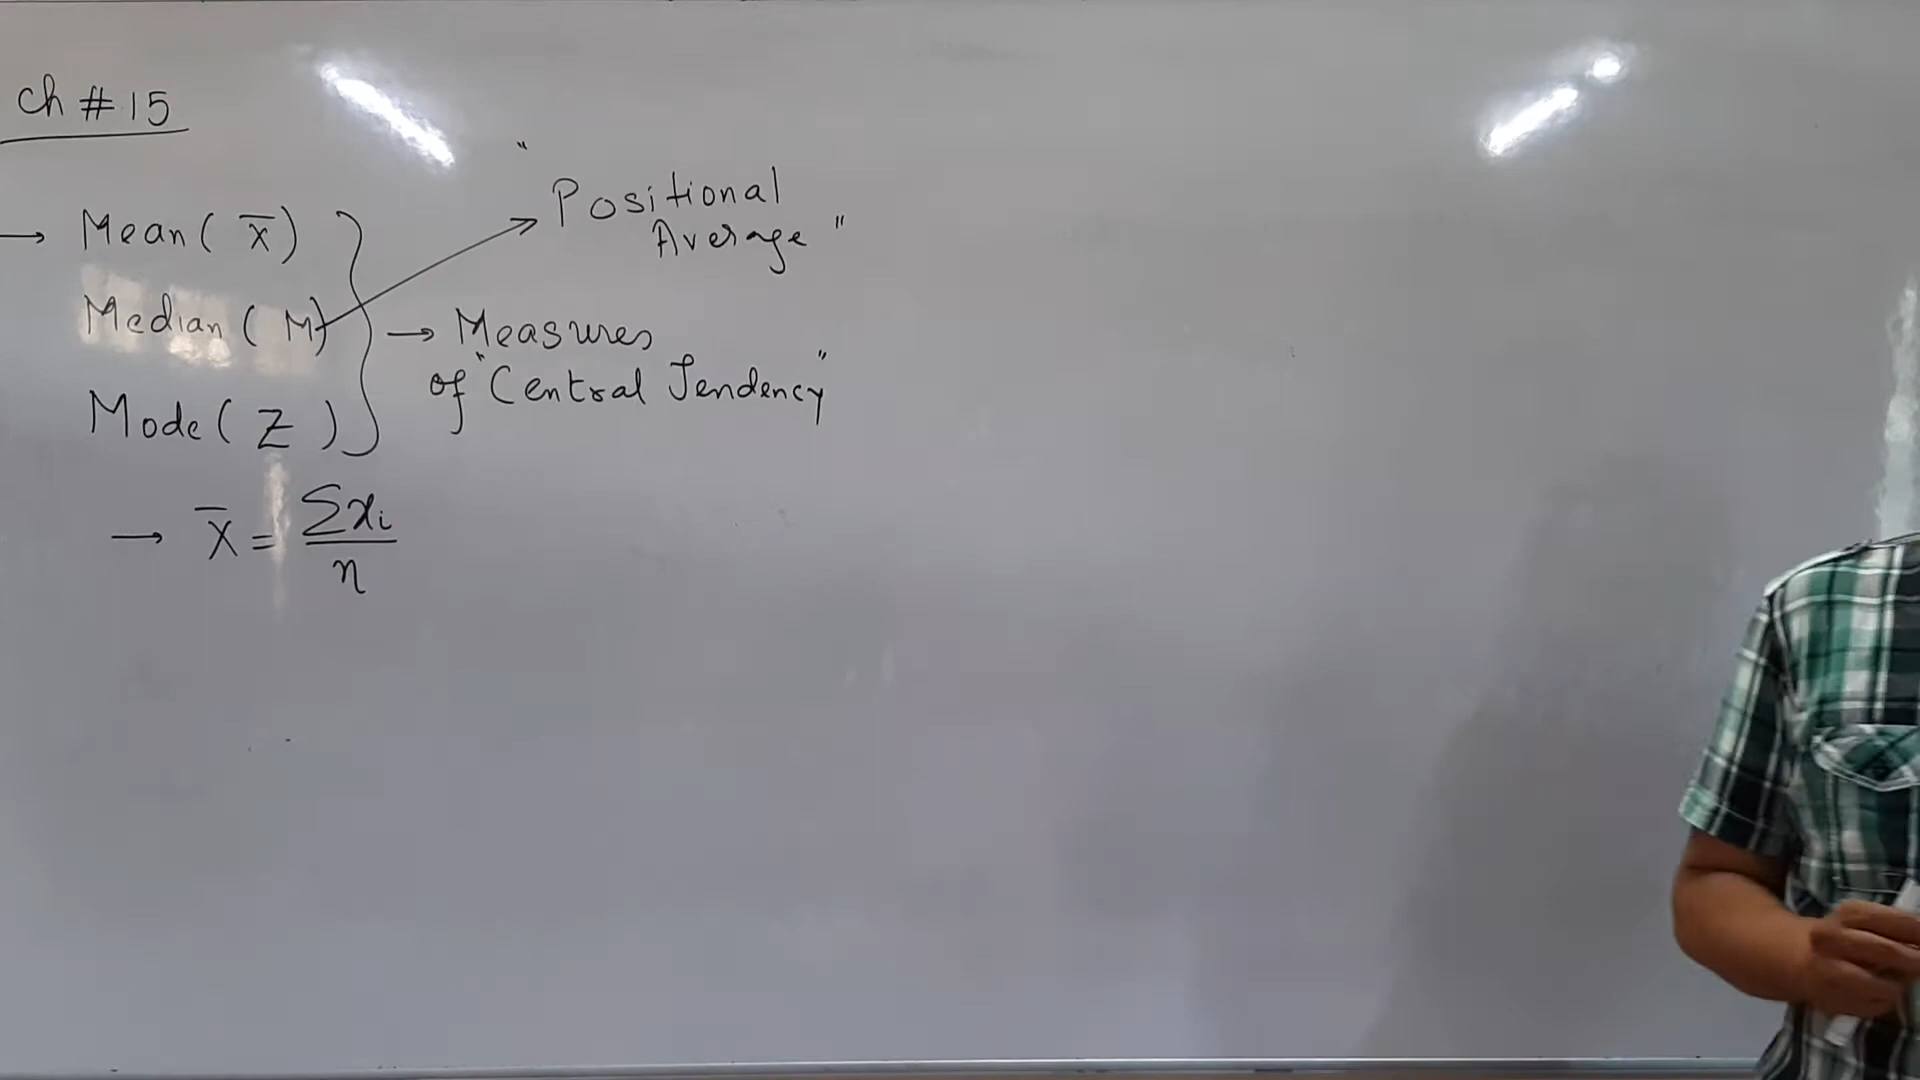 Ch # 15
→ Mean ( x̄ )
Median ( M )
Mode ( Z )
" Positional
Average "
→ Measures
of "Central Tendency"
→ x̄ = Σxᵢ / n